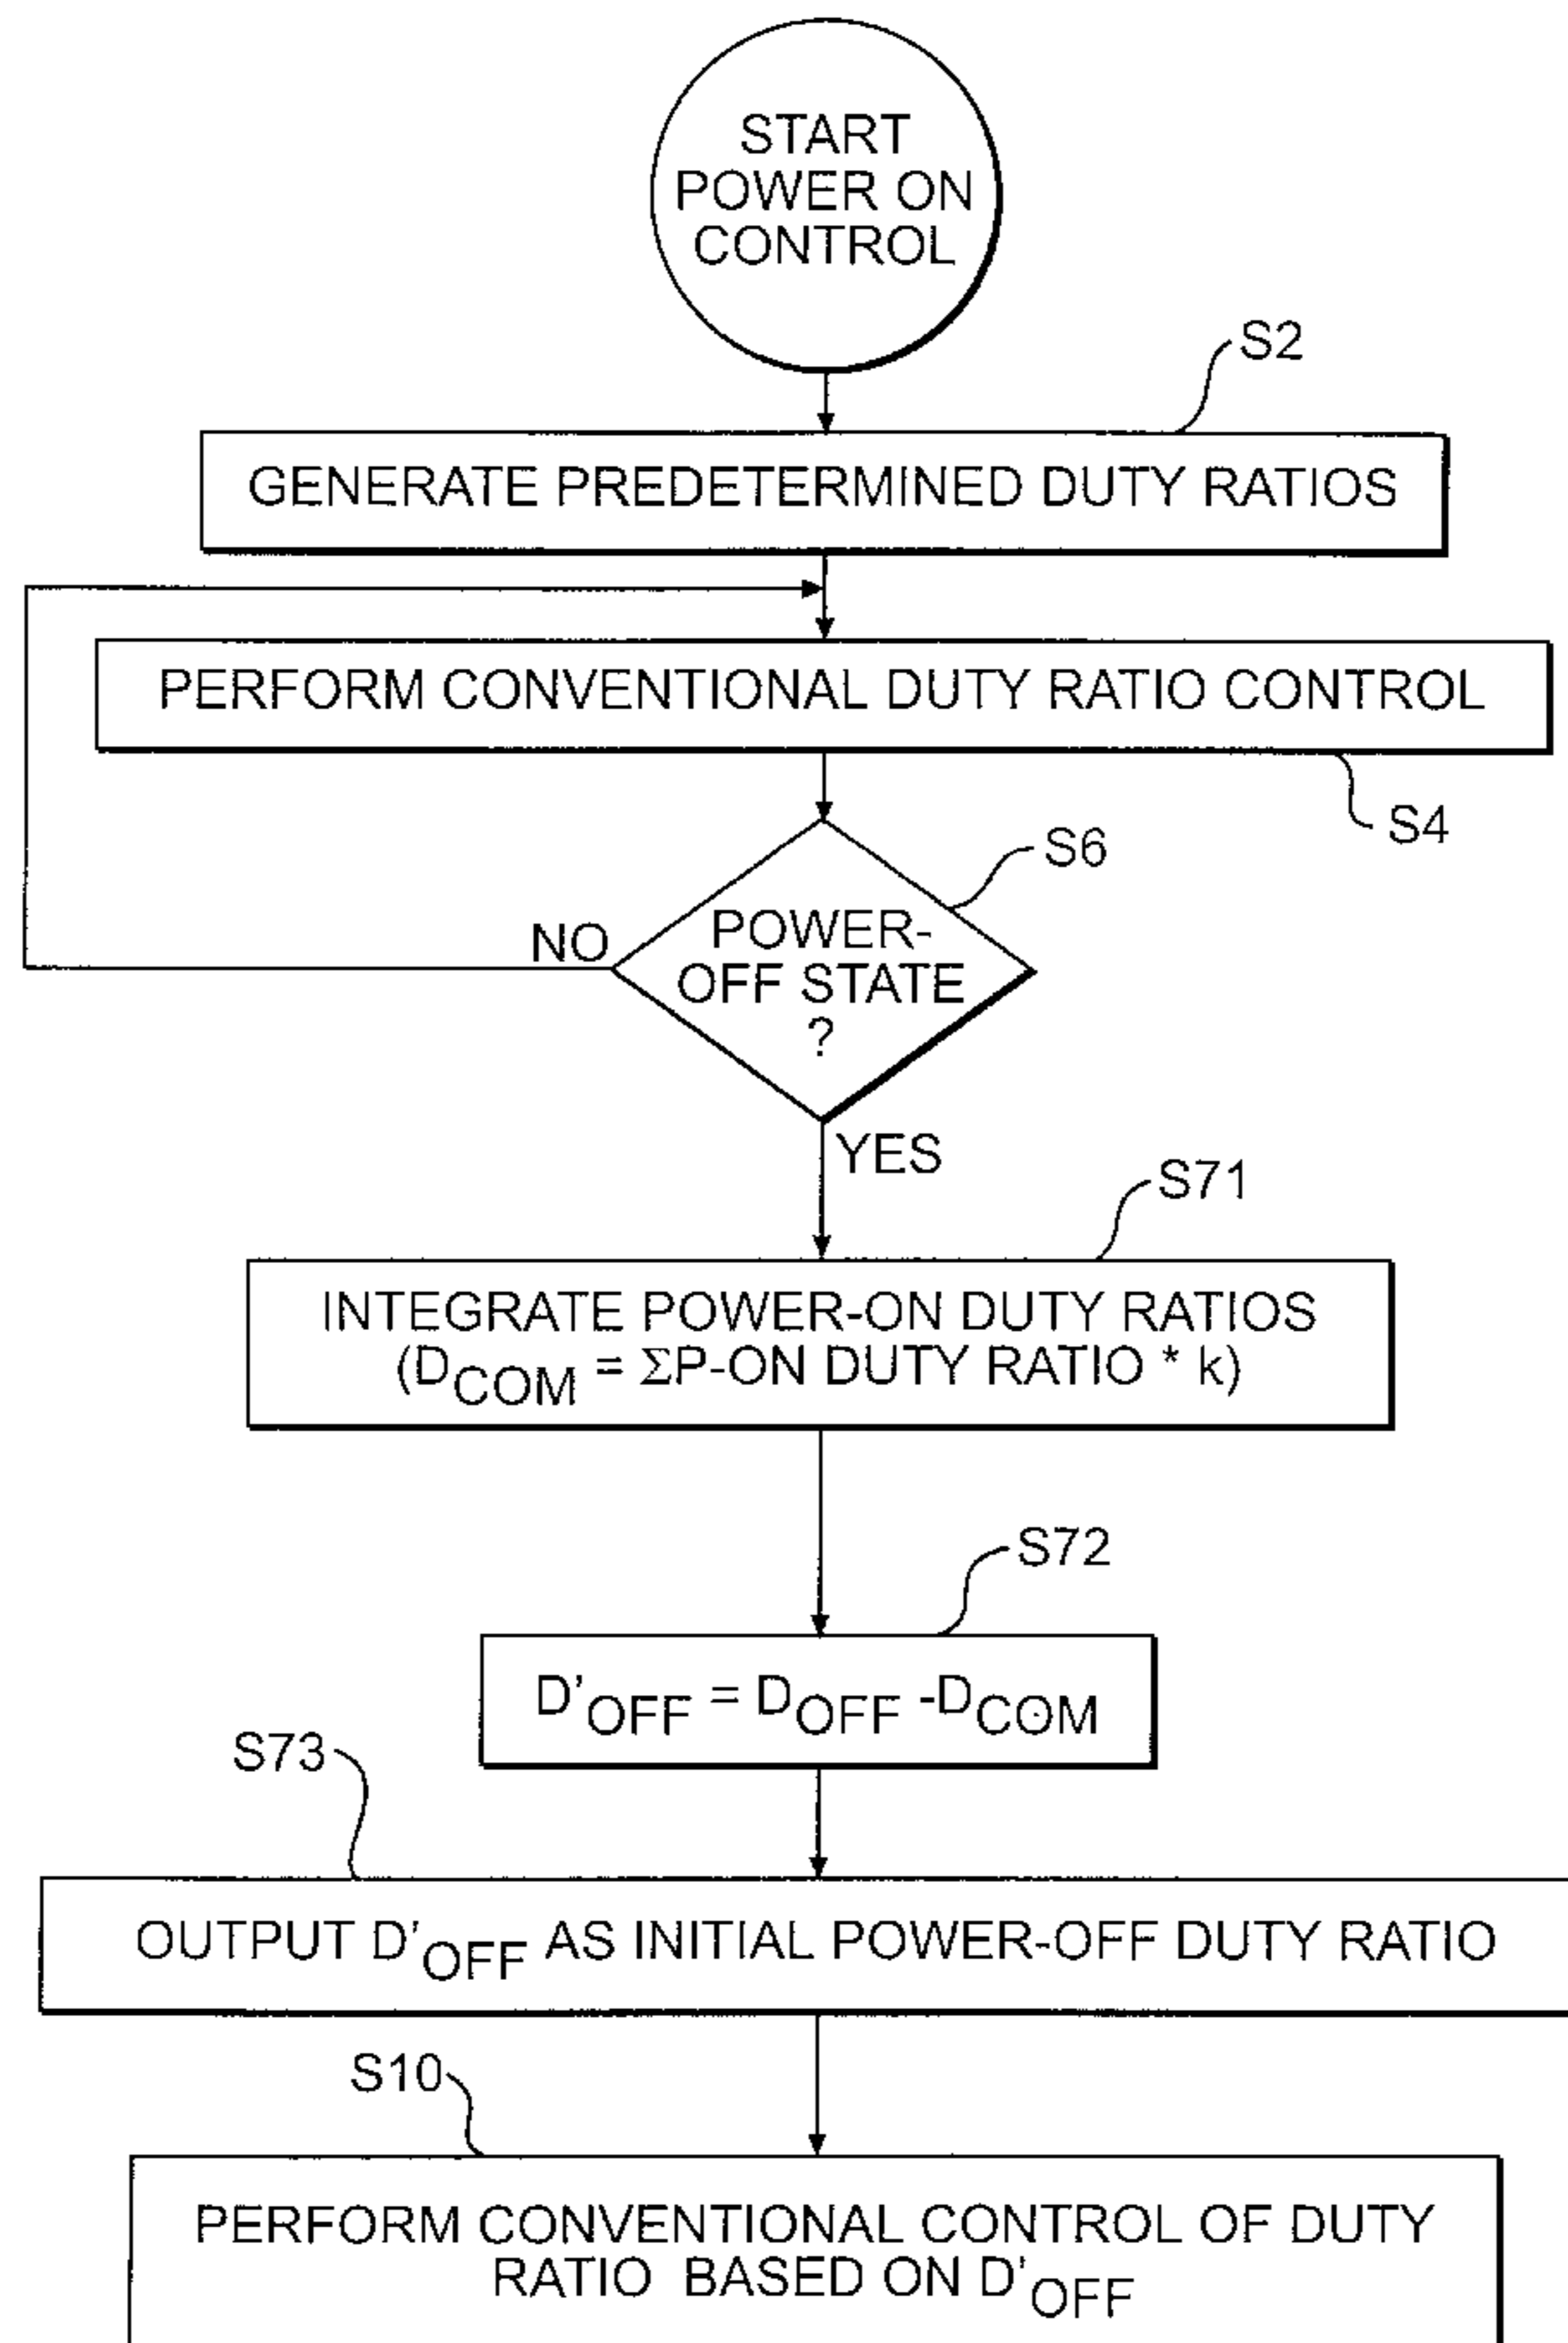 START
POWER ON
CONTROL
S2
GENERATE PREDETERMINED DUTY RATIOS
PERFORM CONVENTIONAL DUTY RATIO CONTROL
S4
S6
NO
POWER-
OFF STATE
?
YES
S71
INTEGRATE POWER-ON DUTY RATIOS
(DCOM = ΣP-ON DUTY RATIO * k)
S72
D'OFF = DOFF -DCOM
S73
OUTPUT D'OFF AS INITIAL POWER-OFF DUTY RATIO
S10
PERFORM CONVENTIONAL CONTROL OF DUTY
RATIO BASED ON D'OFF